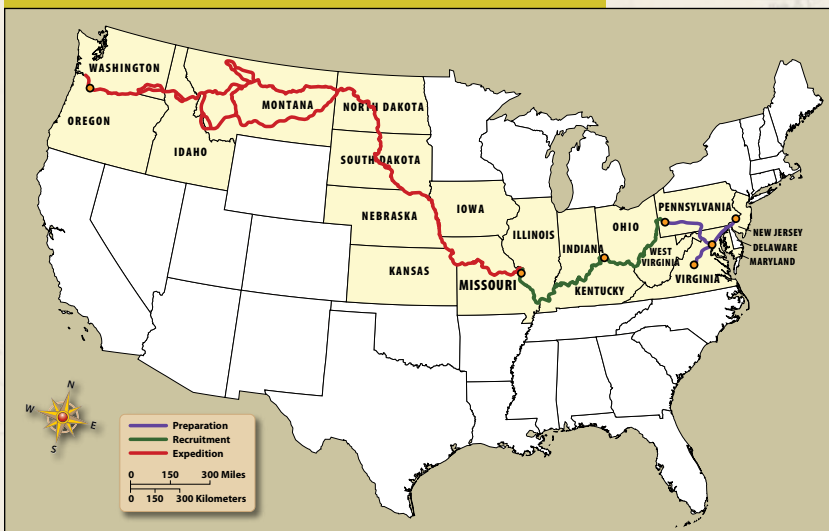 WASHINGTON
OREGON
IDAHO
MONTANA
NORTH DAKOTA
SOUTH DAKOTA
NEBRASKA
KANSAS
IOWA
MISSOURI
ILLINOIS
INDIANA
OHIO
KENTUCKY
WEST
VIRGINIA
PENNSYLVANIA
VIRGINIA
NEW JERSEY
DELAWARE
MARYLAND
N
W
E
S
Preparation
Recruitment
Expedition
0 150 300 Miles
0 150 300 Kilometers